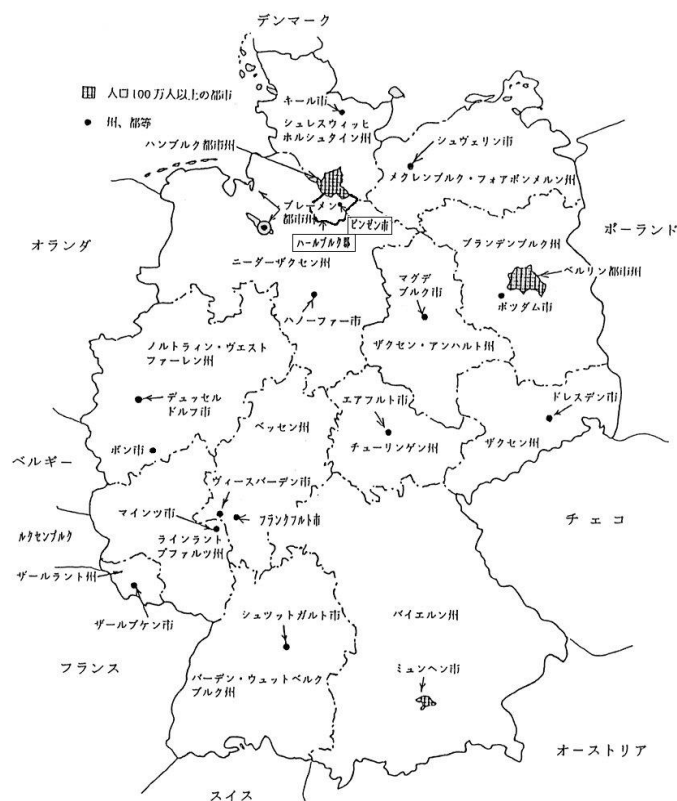 デンマーク
人口100万人以上の都市
州、都等
キール市
シュレスウィッヒ
ホルシュタイン州
ハンブルク都市州
シュヴェリン市
メクレンブルク・フォアポンメルン州
ブレーメン
都市州
ビンゼン市
ハールブルク郡
オランダ
ポーランド
ブランデンブルク州
ニーダーザクセン州
マグデ
ブルク市
ベルリン都市州
ポツダム市
ハノーファー市
ノルトライン・ヴエスト
ファーレン州
ザクセン・アンハルト州
デュッセル
ドルフ市
エアフルト市
ドレスデン市
ベッセン州
チューリンゲン州
ザクセン州
ボン市
ベルギー
ヴィースバーデン市
マインツ市
フランクフルト市
チェコ
ルクセンブルク
ラインラント
プファルツ州
ザールラント州
ザールブケン市
シュツットガルト市
バイエルン州
フランス
ミュンヘン市
バーデン・ウェットベルク
ブルク州
オーストリア
スイス